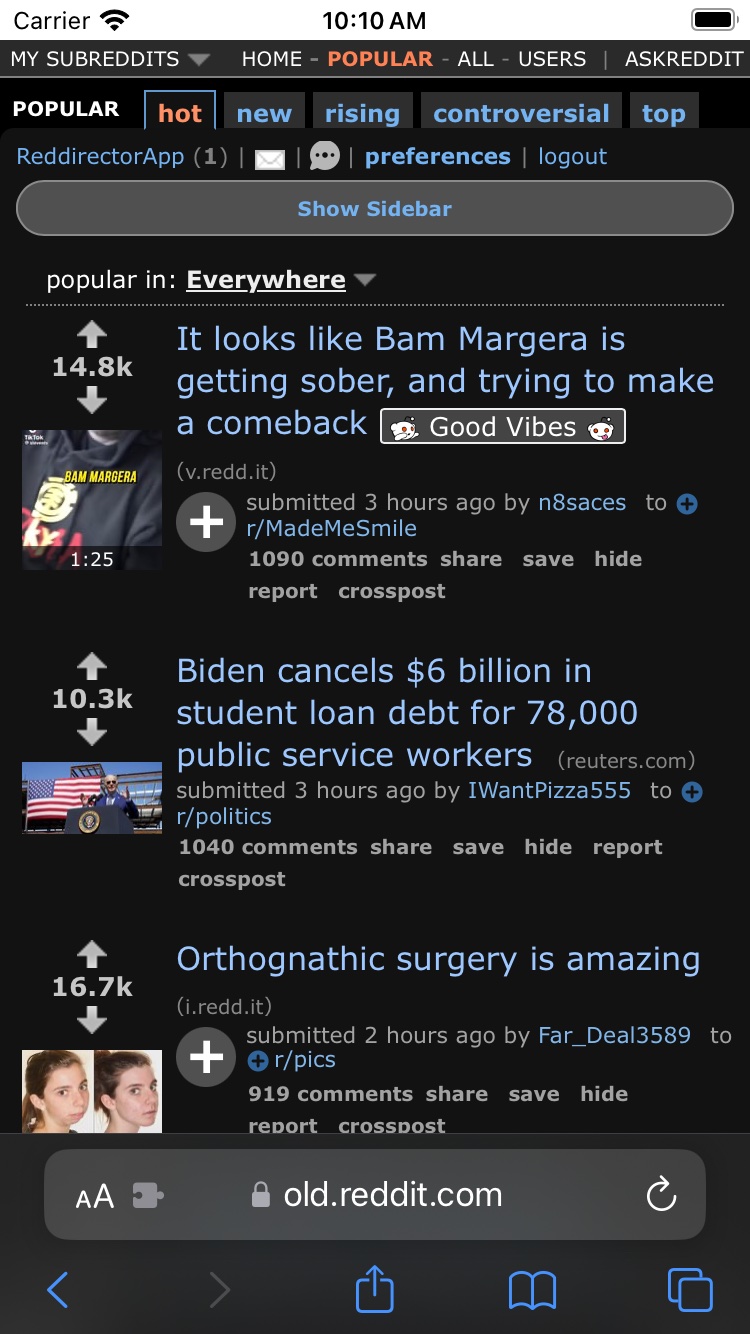 Carrier 10:10 AM
MY SUBREDDITS HOME - POPULAR - ALL - USERS | ASKREDDIT
POPULAR hot new rising controversial top
ReddirectorApp (1) | | | preferences | logout
Show Sidebar
popular in: Everywhere
14.8k
It looks like Bam Margera is
getting sober, and trying to make
a comeback Good Vibes
(v.redd.it)
TikTok
BAM MARGERA
1:25
submitted 3 hours ago by n8saces to
r/MadeMeSmile
1090 comments share save hide
report crosspost
10.3k
Biden cancels $6 billion in
student loan debt for 78,000
public service workers (reuters.com)
submitted 3 hours ago by IWantPizza555 to
r/politics
1040 comments share save hide report
crosspost
16.7k
Orthognathic surgery is amazing
(i.redd.it)
submitted 2 hours ago by Far_Deal3589 to
r/pics
919 comments share save hide
report crosspost
AA old.reddit.com